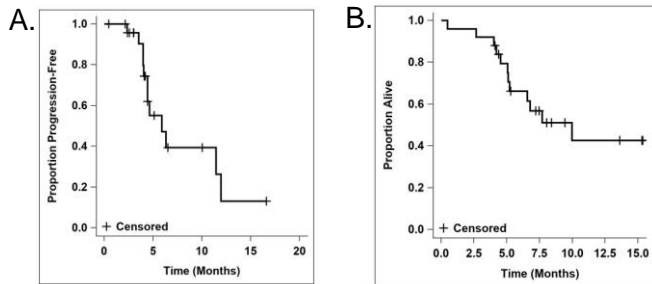 A.
Proportion Progression-Free
1.0
0.8
0.6
0.4
0.2
0.0
+ Censored
0 5 10 15 20
Time (Months)
B.
Proportion Alive
1.0
0.8
0.6
0.4
0.2
0.0
+ Censored
0.0 2.5 5.0 7.5 10.0 12.5 15.0
Time (Months)